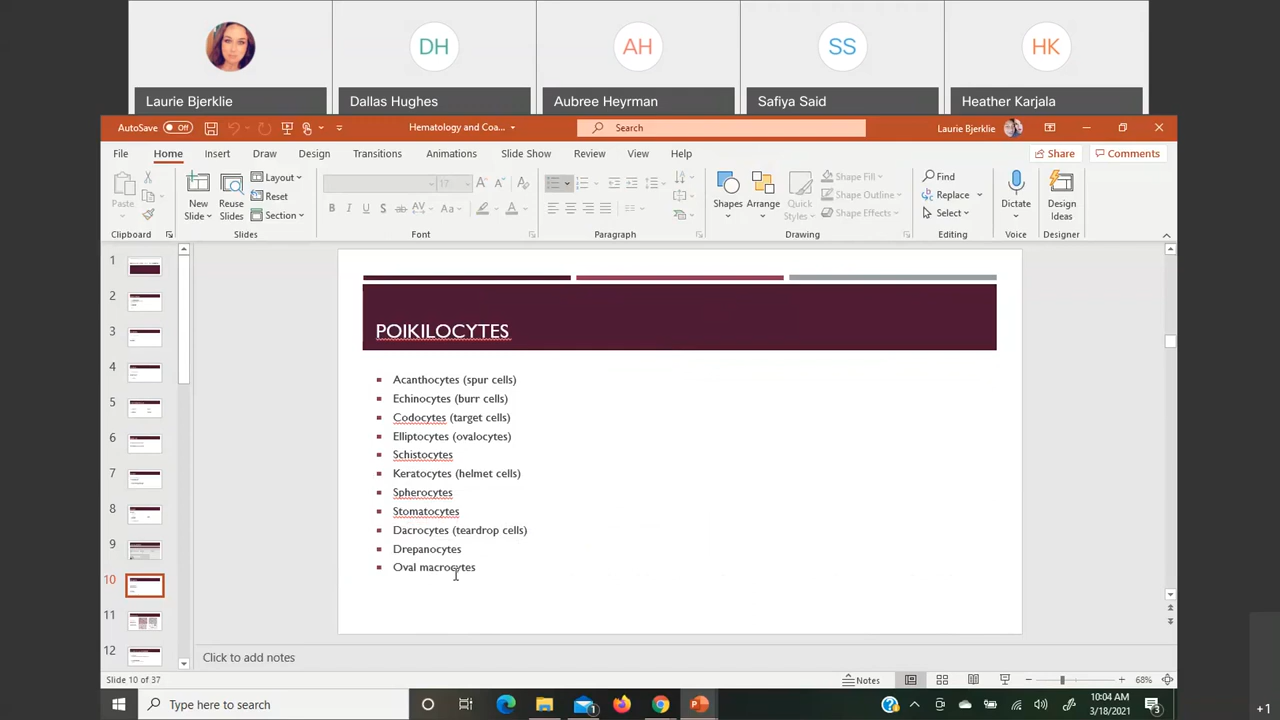 DH
AH
SS
HK
Laurie Bjerklie
Dallas Hughes
Aubree Heyrman
Safiya Said
Heather Karjala
AutoSave Off
Hematology and Coa...
Search
Laurie Bjerklie
File Home Insert Draw Design Transitions Animations Slide Show Review View Help
Share
Comments
Paste
New
Slide
Reuse
Slides
Layout
Reset
Section
17
Shapes
Arrange
Quick
Styles
Shape Fill
Shape Outline
Shape Effects
Find
Replace
Select
Dictate
Design
Ideas
Clipboard
Slides
Font
Paragraph
Drawing
Editing
Voice
Designer
1
2
3
4
5
6
7
8
9
10
11
12
POIKILOCYTES
Acanthocytes (spur cells)
Echinocytes (burr cells)
Codocytes (target cells)
Elliptocytes (ovalocytes)
Schistocytes
Keratocytes (helmet cells)
Spherocytes
Stomatocytes
Dacrocytes (teardrop cells)
Drepanocytes
Oval macrocytes
Click to add notes
Slide 10 of 37
Notes
68%
Type here to search
10:04 AM
3/18/2021
+1